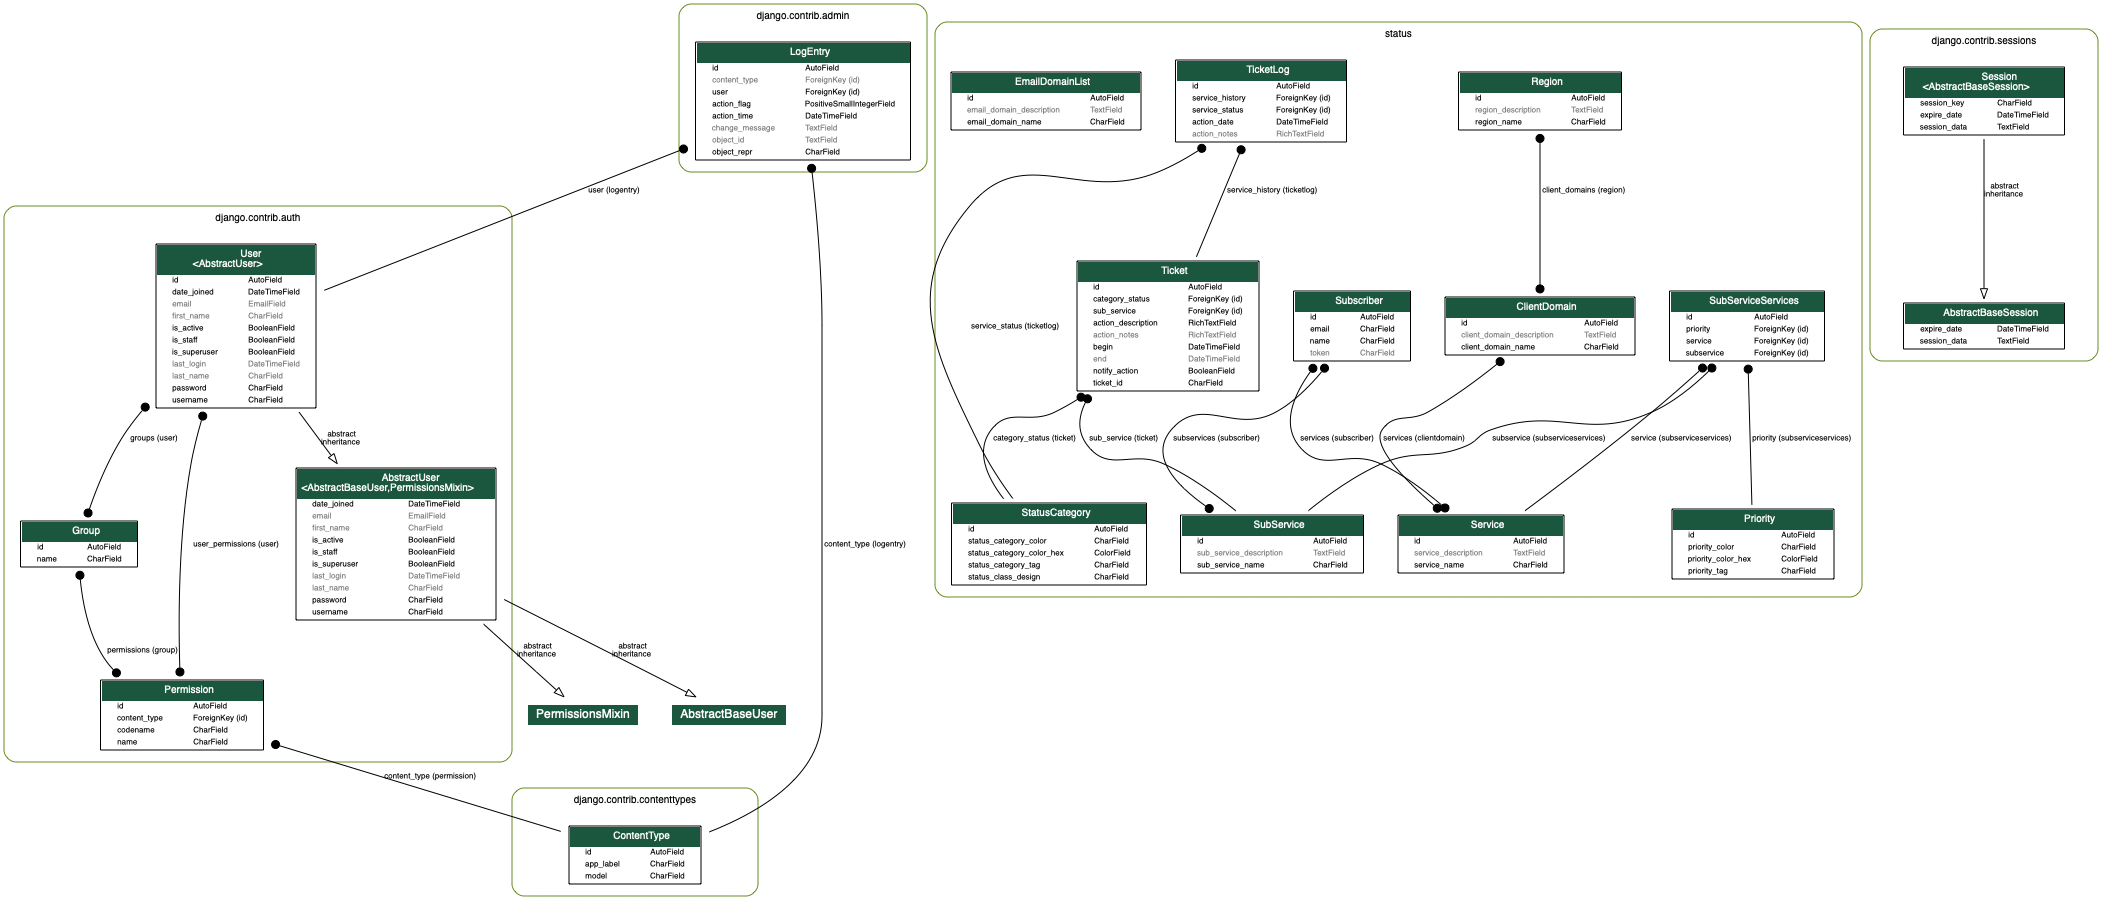 django.contrib.admin
LogEntry
id AutoField
content_type ForeignKey (id)
user ForeignKey (id)
action_flag PositiveSmallIntegerField
action_time DateTimeField
change_message TextField
object_id TextField
object_repr CharField
user (logentry)
content_type (logentry)
django.contrib.auth
User
<AbstractUser>
id AutoField
date_joined DateTimeField
email EmailField
first_name CharField
is_active BooleanField
is_staff BooleanField
is_superuser BooleanField
last_login DateTimeField
last_name CharField
password CharField
username CharField
groups (user)
abstract
inheritance
AbstractUser
<AbstractBaseUser,PermissionsMixin>
date_joined DateTimeField
email EmailField
first_name CharField
is_active BooleanField
is_staff BooleanField
is_superuser BooleanField
last_login DateTimeField
last_name CharField
password CharField
username CharField
Group
id AutoField
name CharField
user_permissions (user)
permissions (group)
Permission
id AutoField
content_type ForeignKey (id)
codename CharField
name CharField
abstract
inheritance
abstract
inheritance
PermissionsMixin
AbstractBaseUser
content_type (permission)
django.contrib.contenttypes
ContentType
id AutoField
app_label CharField
model CharField
status
EmailDomainList
id AutoField
email_domain_description TextField
email_domain_name CharField
TicketLog
id AutoField
service_history ForeignKey (id)
service_status ForeignKey (id)
action_date DateTimeField
action_notes RichTextField
Region
id AutoField
region_description TextField
region_name CharField
service_history (ticketlog)
client_domains (region)
service_status (ticketlog)
Ticket
id AutoField
category_status ForeignKey (id)
sub_service ForeignKey (id)
action_description RichTextField
action_notes RichTextField
begin DateTimeField
end DateTimeField
notify_action BooleanField
ticket_id CharField
Subscriber
id AutoField
email CharField
name CharField
token CharField
ClientDomain
id AutoField
client_domain_description TextField
client_domain_name CharField
SubServiceServices
id AutoField
priority ForeignKey (id)
service ForeignKey (id)
subservice ForeignKey (id)
category_status (ticket)
sub_service (ticket)
subservices (subscriber)
services (subscriber)
services (clientdomain)
subservice (subserviceservices)
service (subserviceservices)
priority (subserviceservices)
StatusCategory
id AutoField
status_category_color CharField
status_category_color_hex ColorField
status_category_tag CharField
status_class_design CharField
SubService
id AutoField
sub_service_description TextField
sub_service_name CharField
Service
id AutoField
service_description TextField
service_name CharField
Priority
id AutoField
priority_color CharField
priority_color_hex ColorField
priority_tag CharField
django.contrib.sessions
Session
<AbstractBaseSession>
session_key CharField
expire_date DateTimeField
session_data TextField
abstract
inheritance
AbstractBaseSession
expire_date DateTimeField
session_data TextField